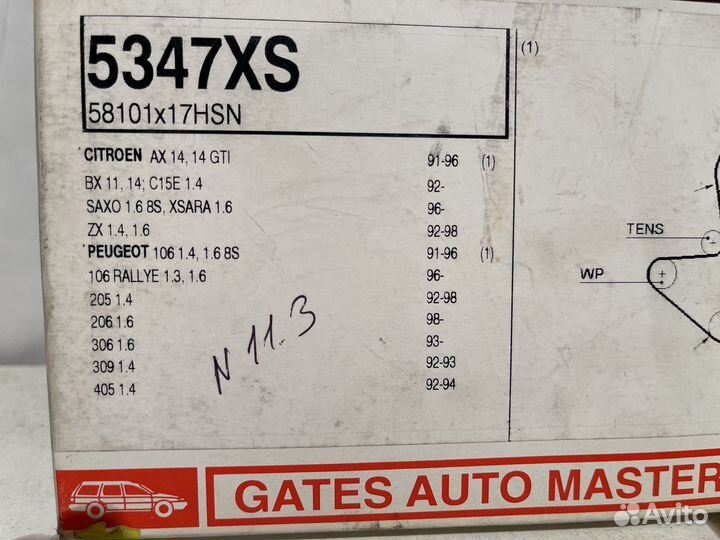 5347XS
58101x17HSN
(1)
CITROEN AX 14, 14 GTI 91-96 (1)
BX 11, 14; C15E 1.4 92-
SAXO 1.6 8S, XSARA 1.6 96-
ZX 1.4, 1.6 92-98
PEUGEOT 106 1.4, 1.6 8S 91-96 (1)
106 RALLYE 1.3, 1.6 96-
205 1.4 92-98
206 1.6 98-
306 1.6 93-
309 1.4 92-93
405 1.4 92-94
TENS
WP
N 11.3
GATES AUTO MASTER
Avito